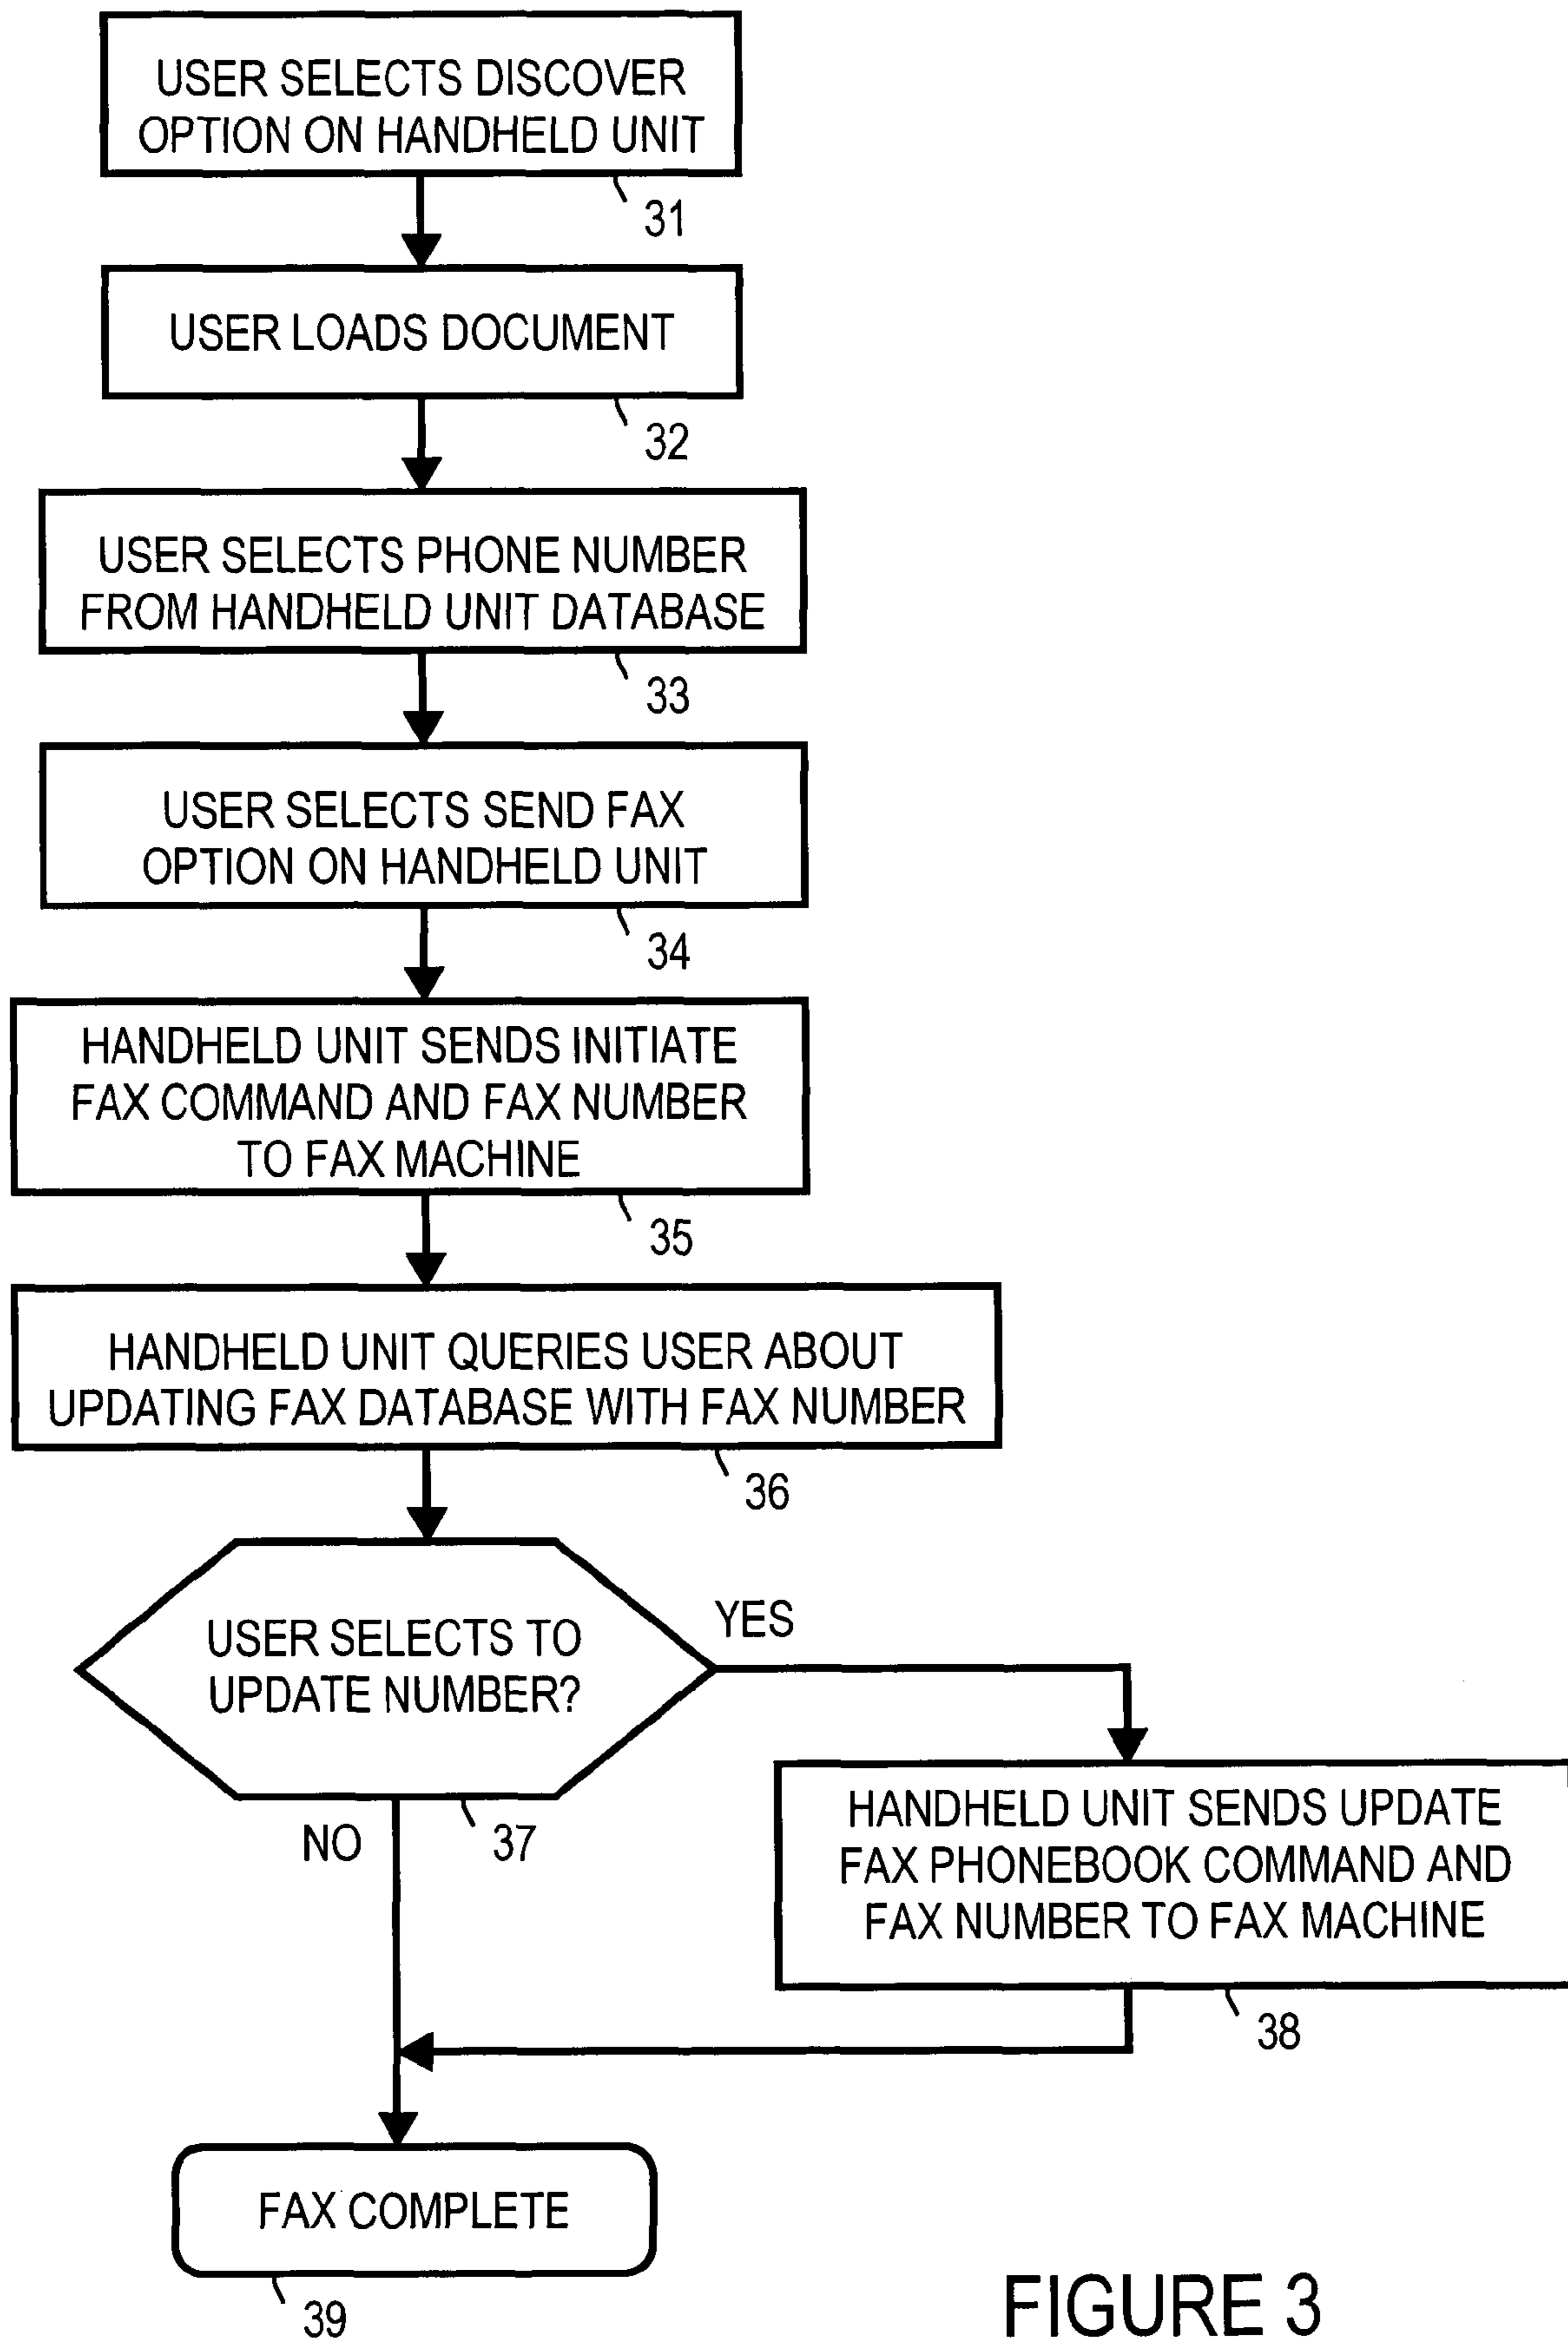 USER SELECTS DISCOVER
OPTION ON HANDHELD UNIT
31
USER LOADS DOCUMENT
32
USER SELECTS PHONE NUMBER
FROM HANDHELD UNIT DATABASE
33
USER SELECTS SEND FAX
OPTION ON HANDHELD UNIT
34
HANDHELD UNIT SENDS INITIATE
FAX COMMAND AND FAX NUMBER
TO FAX MACHINE
35
HANDHELD UNIT QUERIES USER ABOUT
UPDATING FAX DATABASE WITH FAX NUMBER
36
USER SELECTS TO
UPDATE NUMBER?
YES
NO
37
HANDHELD UNIT SENDS UPDATE
FAX PHONEBOOK COMMAND AND
FAX NUMBER TO FAX MACHINE
38
FAX COMPLETE
39
FIGURE 3